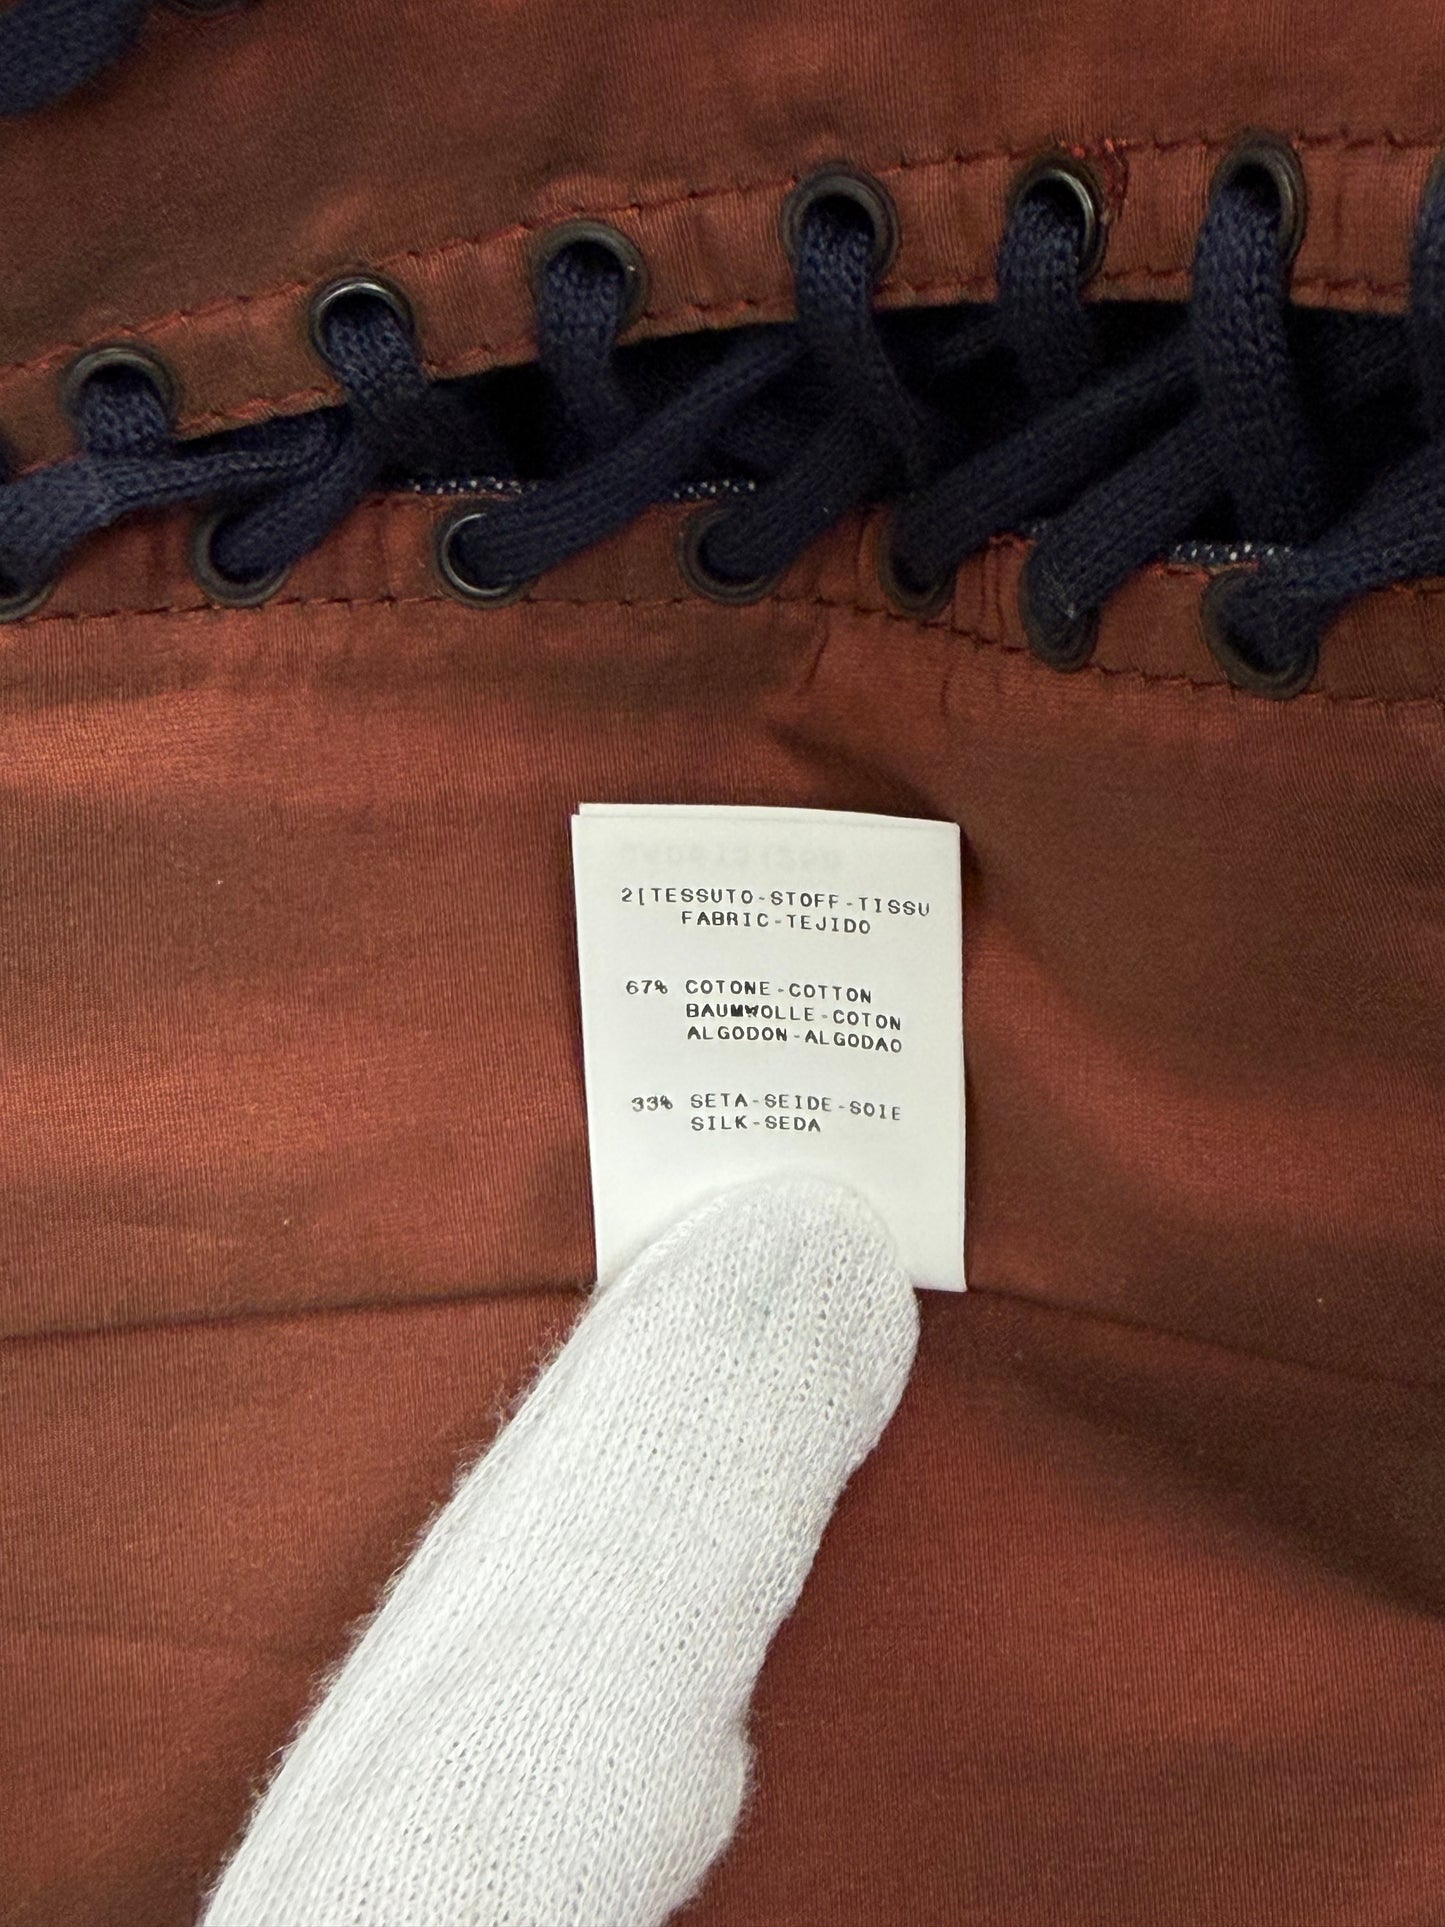 2[TESSUTO-STOFF-TISSU
FABRIC-TEJIDO
67% COTONE-COTTON
BAUMWOLLE-COTON
ALGODON-ALGODAO
33% SETA-SEIDE-SOIE
SILK-SEDA